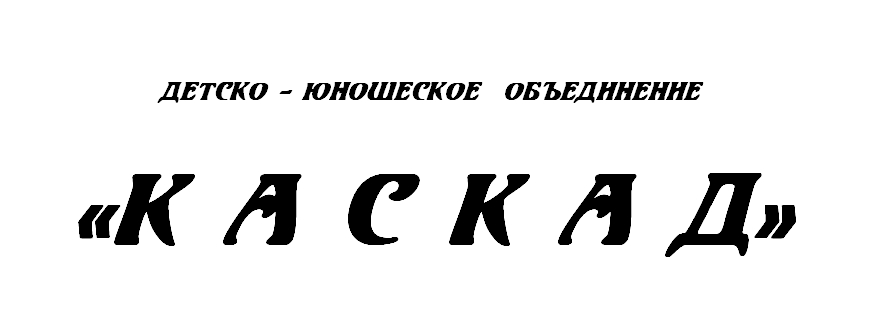 ДЕТСКО - ЮНОШЕСКОЕ ОБЪЕДИНЕНИЕ
«К А С К А Д»